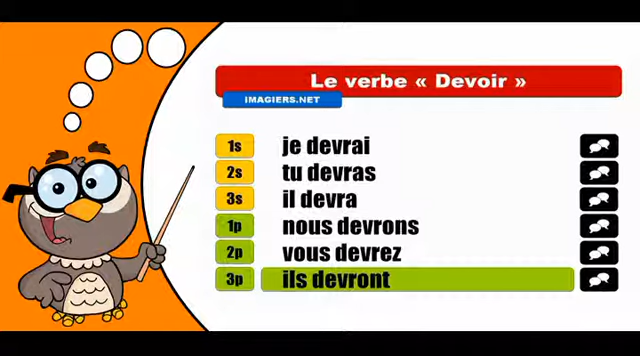 Le verbe « Devoir »
IMAGIERS.NET
1s je devrai
2s tu devras
3s il devra
1p nous devrons
2p vous devrez
3p ils devront